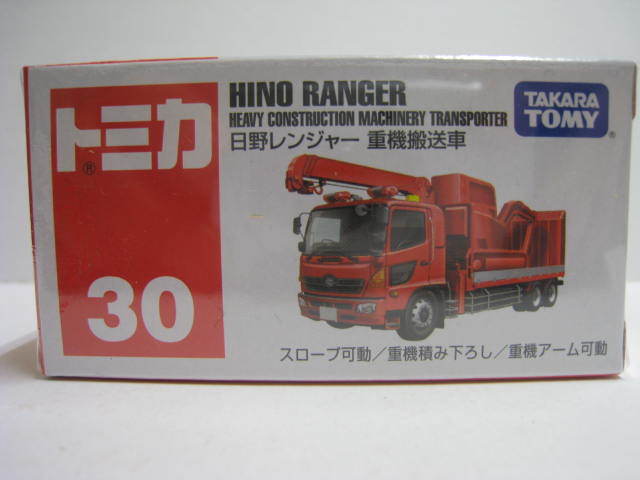 トミカ
®
30
HINO RANGER
HEAVY CONSTRUCTION MACHINERY TRANSPORTER
日野レンジャー 重機搬送車
TAKARA
TOMY
®
スロープ可動／重機積み下ろし／重機アーム可動